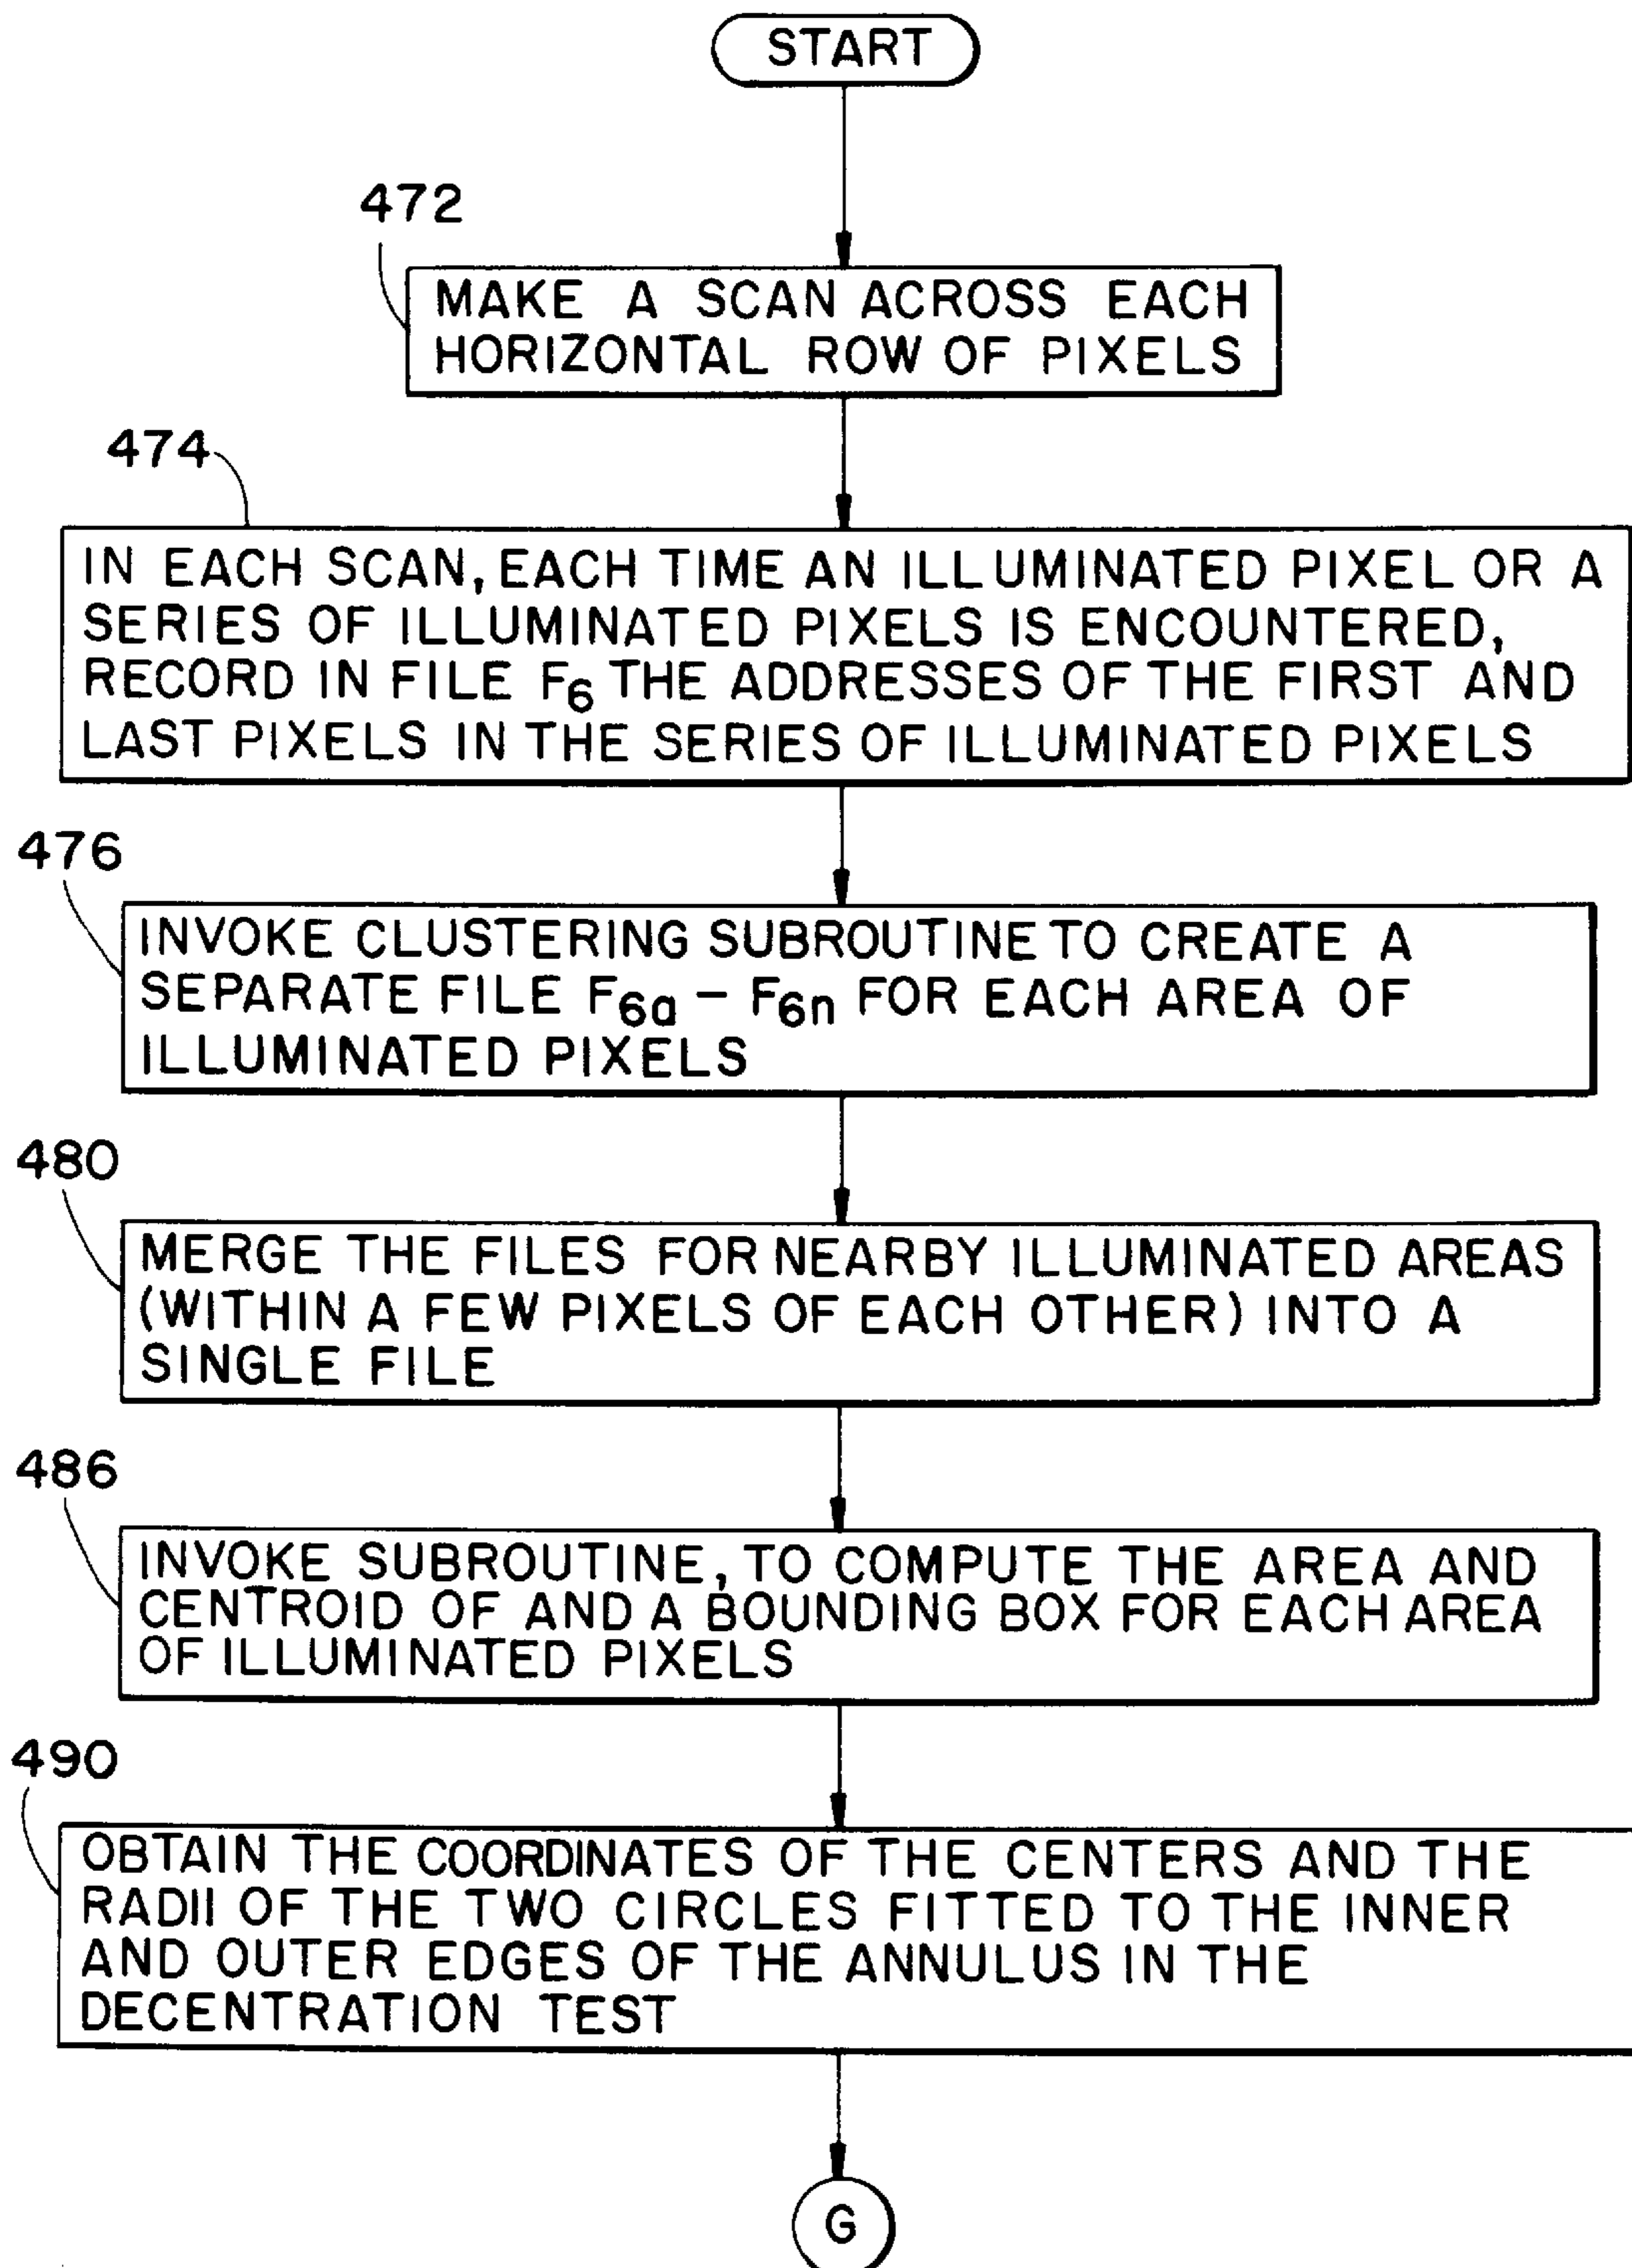 START
472
MAKE A SCAN ACROSS EACH
HORIZONTAL ROW OF PIXELS
474
IN EACH SCAN, EACH TIME AN ILLUMINATED PIXEL OR A
SERIES OF ILLUMINATED PIXELS IS ENCOUNTERED,
RECORD IN FILE F6 THE ADDRESSES OF THE FIRST AND
LAST PIXELS IN THE SERIES OF ILLUMINATED PIXELS
476
INVOKE CLUSTERING SUBROUTINE TO CREATE A
SEPARATE FILE F6a – F6n FOR EACH AREA OF
ILLUMINATED PIXELS
480
MERGE THE FILES FOR NEARBY ILLUMINATED AREAS
(WITHIN A FEW PIXELS OF EACH OTHER) INTO A
SINGLE FILE
486
INVOKE SUBROUTINE, TO COMPUTE THE AREA AND
CENTROID OF AND A BOUNDING BOX FOR EACH AREA
OF ILLUMINATED PIXELS
490
OBTAIN THE COORDINATES OF THE CENTERS AND THE
RADII OF THE TWO CIRCLES FITTED TO THE INNER
AND OUTER EDGES OF THE ANNULUS IN THE
DECENTRATION TEST
G